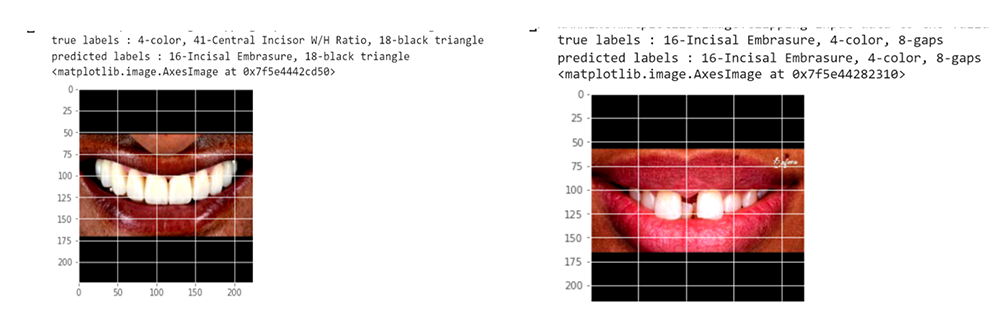 true labels : 4-color, 41-Central Incisor W/H Ratio, 18-black triangle
predicted labels : 16-Incisal Embrasure, 18-black triangle
<matplotlib.image.AxesImage at 0x7f5e4442cd50>
0
25
50
75
100
125
150
175
200
0 50 100 150 200
true labels : 16-Incisal Embrasure, 4-color, 8-gaps
predicted labels : 16-Incisal Embrasure, 4-color, 8-gaps
<matplotlib.image.AxesImage at 0x7f5e44282310>
0
25
50
75
100
125
150
175
200
Before